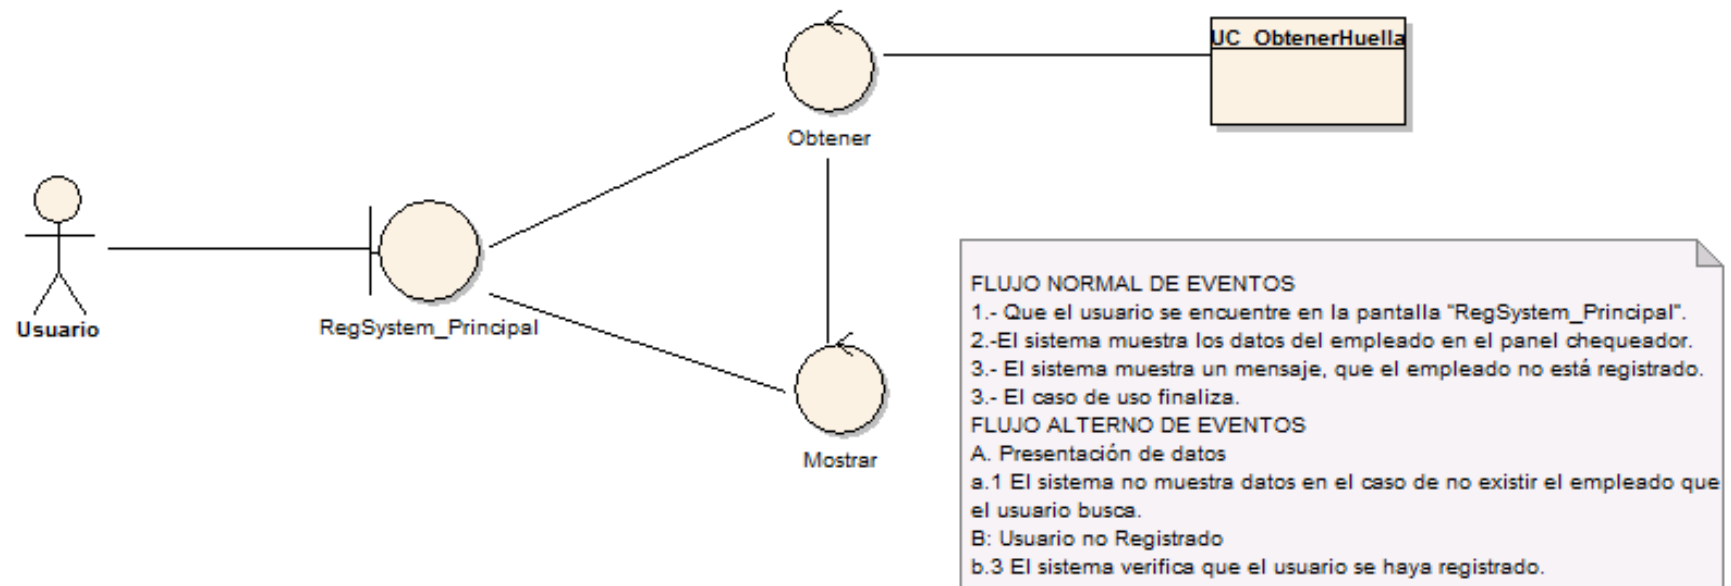 UC_ObtenerHuella
Obtener
Usuario
RegSystem_Principal
Mostrar
FLUJO NORMAL DE EVENTOS
1.- Que el usuario se encuentre en la pantalla "RegSystem_Principal".
2.-El sistema muestra los datos del empleado en el panel chequeador.
3.- El sistema muestra un mensaje, que el empleado no está registrado.
3.- El caso de uso finaliza.
FLUJO ALTERNO DE EVENTOS
A. Presentación de datos
a.1 El sistema no muestra datos en el caso de no existir el empleado que
el usuario busca.
B: Usuario no Registrado
b.3 El sistema verifica que el usuario se haya registrado.